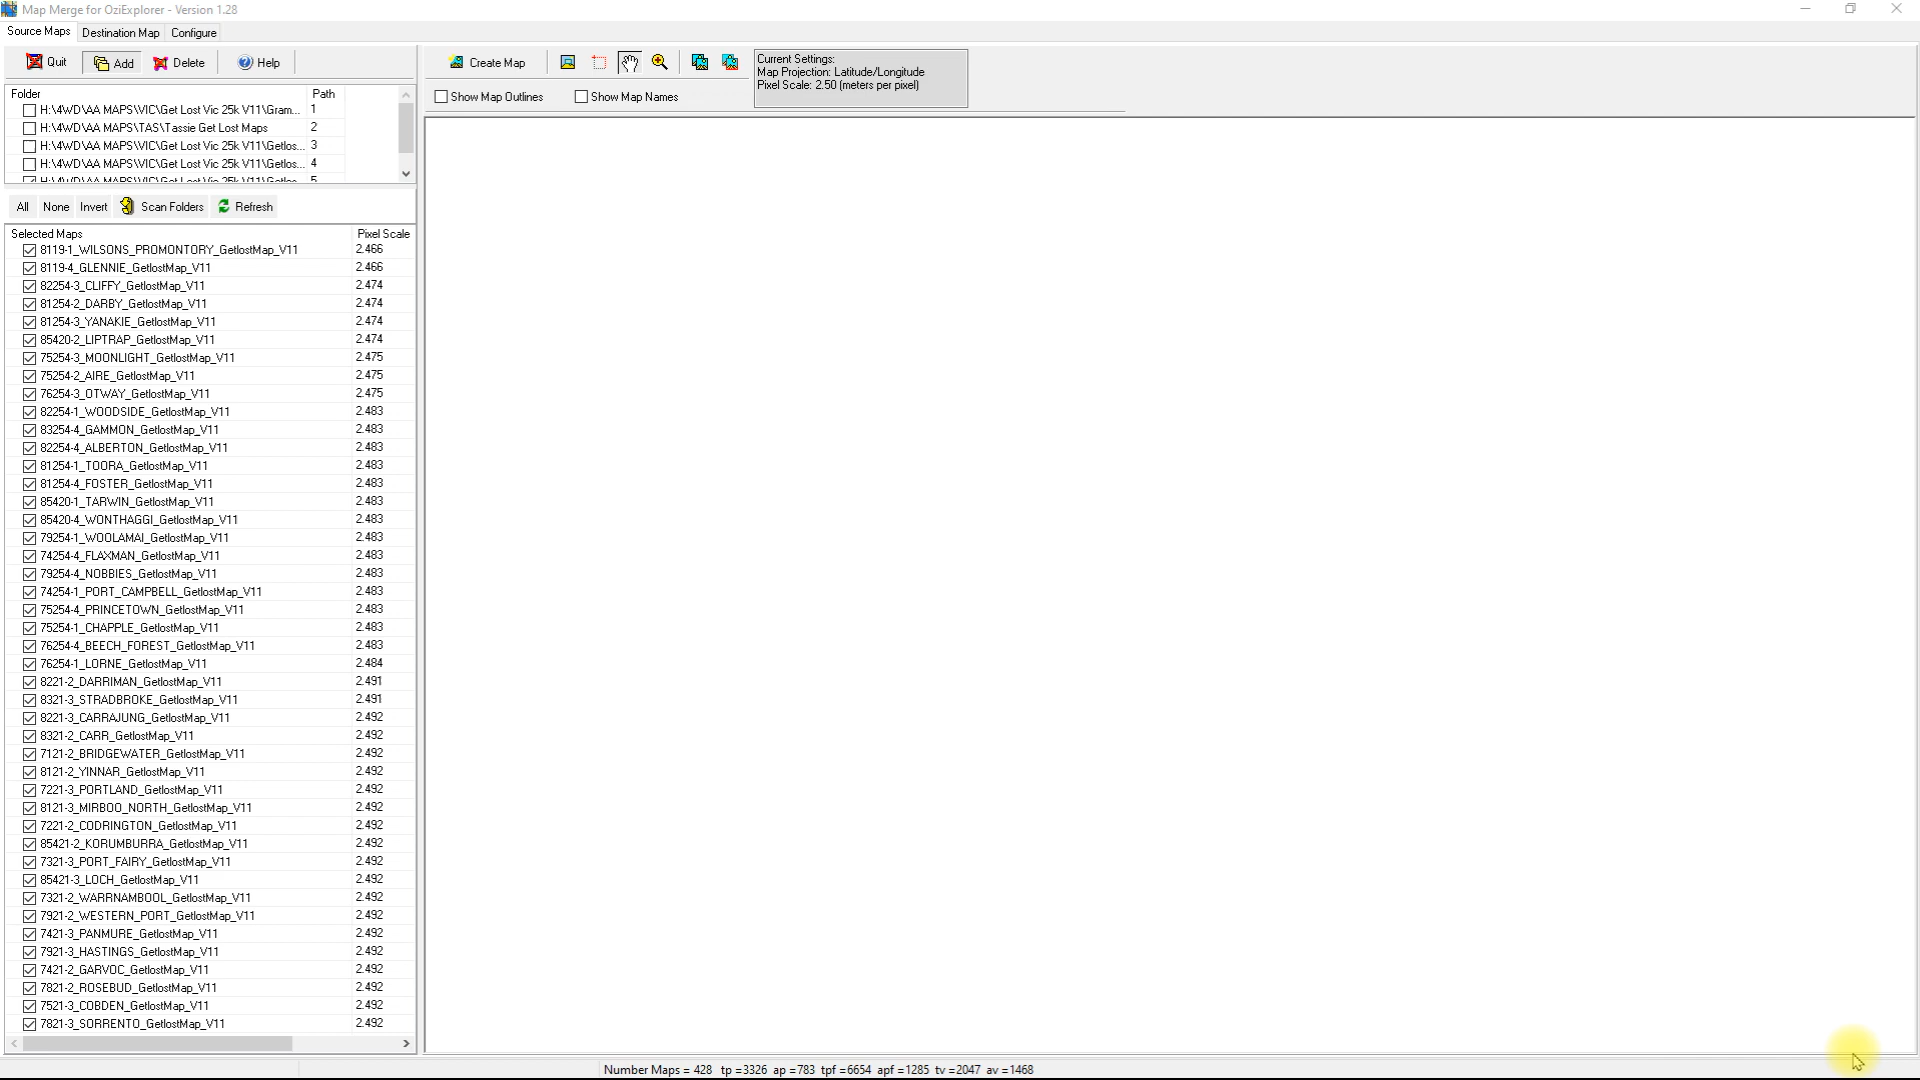 Map Merge for OziExplorer - Version 1.28
Source Maps Destination Map Configure
Quit Add Delete Help
Create Map
Current Settings:
Map Projection: Latitude/Longitude
Pixel Scale: 2.50 (meters per pixel)
Show Map Outlines Show Map Names
Folder Path
H:\4WD\AA MAPS\VIC\Get Lost Vic 25k V11\Gram... 1
H:\4WD\AA MAPS\TAS\Tassie Get Lost Maps 2
H:\4WD\AA MAPS\VIC\Get Lost Vic 25k V11\Getlos... 3
H:\4WD\AA MAPS\VIC\Get Lost Vic 25k V11\Getlos... 4
H:\4WD\AA MAPS\VIC\Get Lost Vic 25k V11\Getlos... 5
All None Invert Scan Folders Refresh
Selected Maps Pixel Scale
8119-1_WILSONS_PROMONTORY_GetlostMap_V11 2.466
8119-4_GLENNIE_GetlostMap_V11 2.466
82254-3_CLIFFY_GetlostMap_V11 2.474
81254-2_DARBY_GetlostMap_V11 2.474
81254-3_YANAKIE_GetlostMap_V11 2.474
85420-2_LIPTRAP_GetlostMap_V11 2.474
75254-3_MOONLIGHT_GetlostMap_V11 2.475
75254-2_AIRE_GetlostMap_V11 2.475
76254-3_OTWAY_GetlostMap_V11 2.475
82254-1_WOODSIDE_GetlostMap_V11 2.483
83254-4_GAMMON_GetlostMap_V11 2.483
82254-4_ALBERTON_GetlostMap_V11 2.483
81254-1_TOORA_GetlostMap_V11 2.483
81254-4_FOSTER_GetlostMap_V11 2.483
85420-1_TARWIN_GetlostMap_V11 2.483
85420-4_WONTHAGGI_GetlostMap_V11 2.483
79254-1_WOOLAMAI_GetlostMap_V11 2.483
74254-4_FLAXMAN_GetlostMap_V11 2.483
79254-4_NOBBIES_GetlostMap_V11 2.483
74254-1_PORT_CAMPBELL_GetlostMap_V11 2.483
75254-4_PRINCETOWN_GetlostMap_V11 2.483
75254-1_CHAPPLE_GetlostMap_V11 2.483
76254-4_BEECH_FOREST_GetlostMap_V11 2.483
76254-1_LORNE_GetlostMap_V11 2.484
8221-2_DARRIMAN_GetlostMap_V11 2.491
8321-3_STRADBROKE_GetlostMap_V11 2.491
8221-3_CARRAJUNG_GetlostMap_V11 2.492
8321-2_CARR_GetlostMap_V11 2.492
7121-2_BRIDGEWATER_GetlostMap_V11 2.492
8121-2_YINNAR_GetlostMap_V11 2.492
7221-3_PORTLAND_GetlostMap_V11 2.492
8121-3_MIRBOO_NORTH_GetlostMap_V11 2.492
7221-2_CODRINGTON_GetlostMap_V11 2.492
85421-2_KORUMBURRA_GetlostMap_V11 2.492
7321-3_PORT_FAIRY_GetlostMap_V11 2.492
85421-3_LOCH_GetlostMap_V11 2.492
7321-2_WARRNAMBOOL_GetlostMap_V11 2.492
7921-2_WESTERN_PORT_GetlostMap_V11 2.492
7421-3_PANMURE_GetlostMap_V11 2.492
7921-3_HASTINGS_GetlostMap_V11 2.492
7421-2_GARVOC_GetlostMap_V11 2.492
7821-2_ROSEBUD_GetlostMap_V11 2.492
7521-3_COBDEN_GetlostMap_V11 2.492
7821-3_SORRENTO_GetlostMap_V11 2.492
Number Maps = 428 tp =3326 ap =783 tpf =6654 apf =1285 tv =2047 av =1468